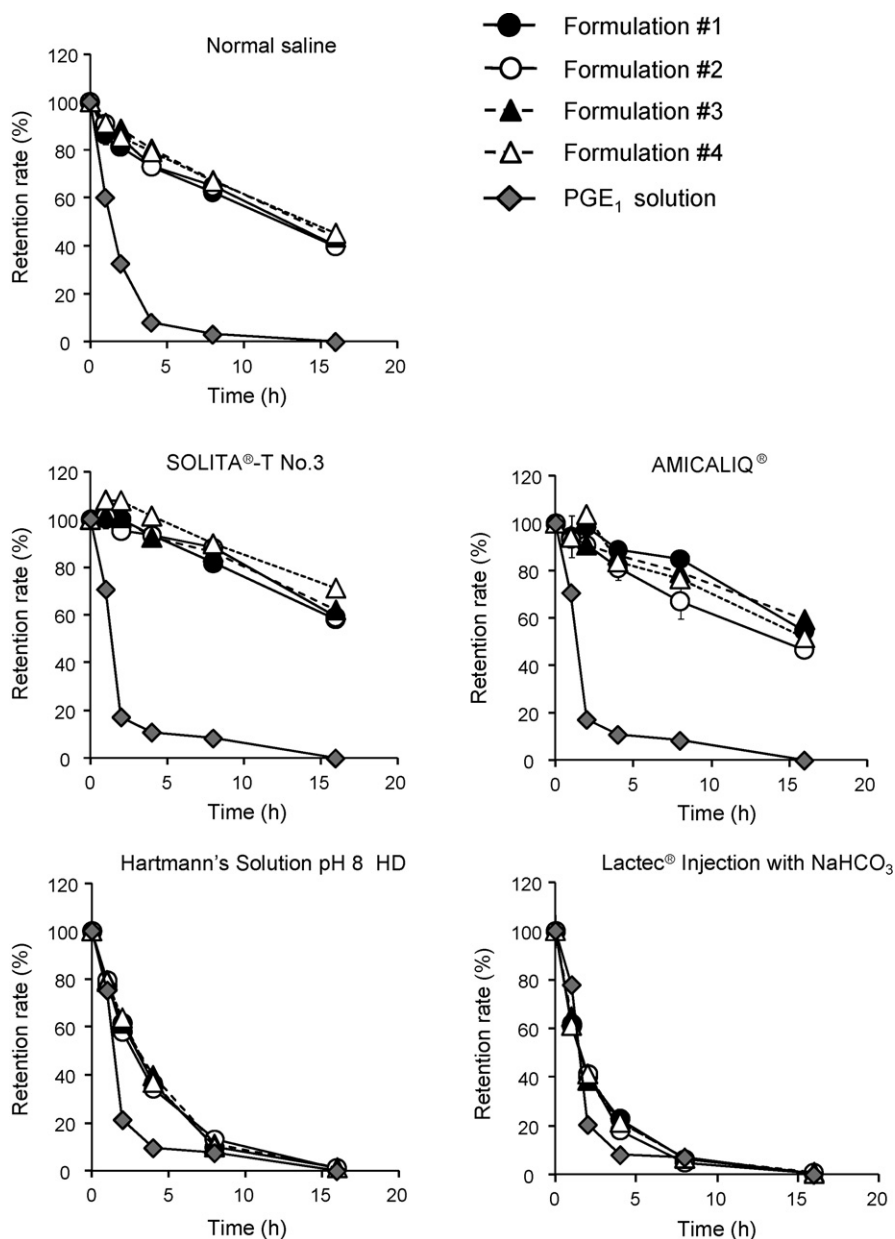 Normal saline
120
100
80
60
40
20
0
Retention rate (%)
0 5 10 15 20
Time (h)
Formulation #1
Formulation #2
Formulation #3
Formulation #4
PGE₁ solution
SOLITA®-T No.3
120
100
80
60
40
20
0
Retention rate (%)
0 5 10 15 20
Time (h)
AMICALIQ®
120
100
80
60
40
20
0
Retention rate (%)
0 5 10 15 20
Time (h)
Hartmann's Solution pH 8 HD
120
100
80
60
40
20
0
Retention rate (%)
0 5 10 15 20
Time (h)
Lactec® Injection with NaHCO₃
120
100
80
60
40
20
0
Retention rate (%)
0 5 10 15 20
Time (h)